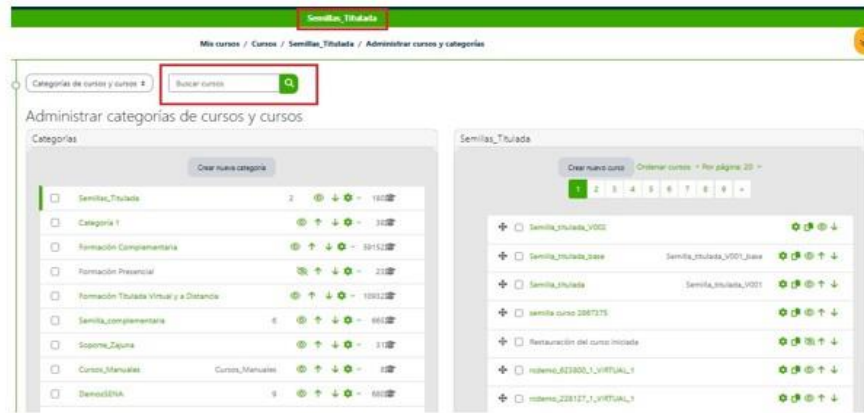 Semillas_Titulada
Mis cursos / Cursos / Semillas_Titulada / Administrar cursos y categorías
Categorías de cursos y cursos
Buscar cursos
Administrar categorías de cursos y cursos
Categorías
Crear nueva categoría
Semillas_Titulada 2
Categoría 1
Formación Complementaria
Formación Presencial
Formación Titulada Virtual y a Distancia
Semilla_complementaria 6
Soporte_Zajuna
Cursos_Manuales Cursos_Manuales
DemosSENA 9
Semillas_Titulada
Crear nuevo curso Ordenar cursos Por página: 20
1 2 3 4 5 6 7 8 9 »
Semilla_titulada_V002
Semilla_titulada_base Semilla_titulada_V001_base
Semilla_titulada Semilla_titulada_V001
semilla curso 2887375
Restauración del curso iniciada